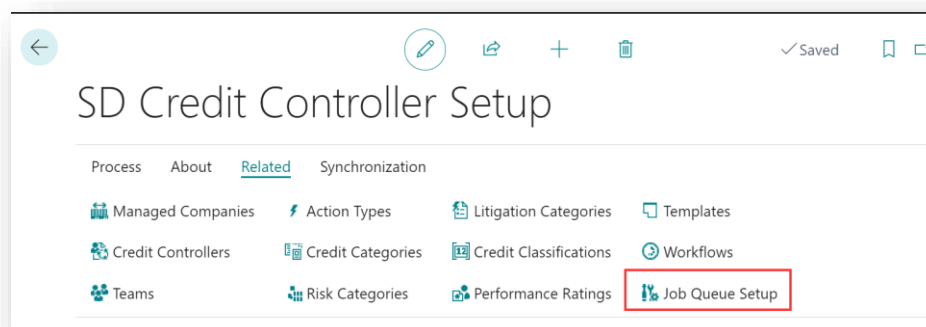 Saved
SD Credit Controller Setup
Process About Related Synchronization
Managed Companies Action Types Litigation Categories Templates
Credit Controllers Credit Categories 12 Credit Classifications Workflows
Teams Risk Categories Performance Ratings Job Queue Setup